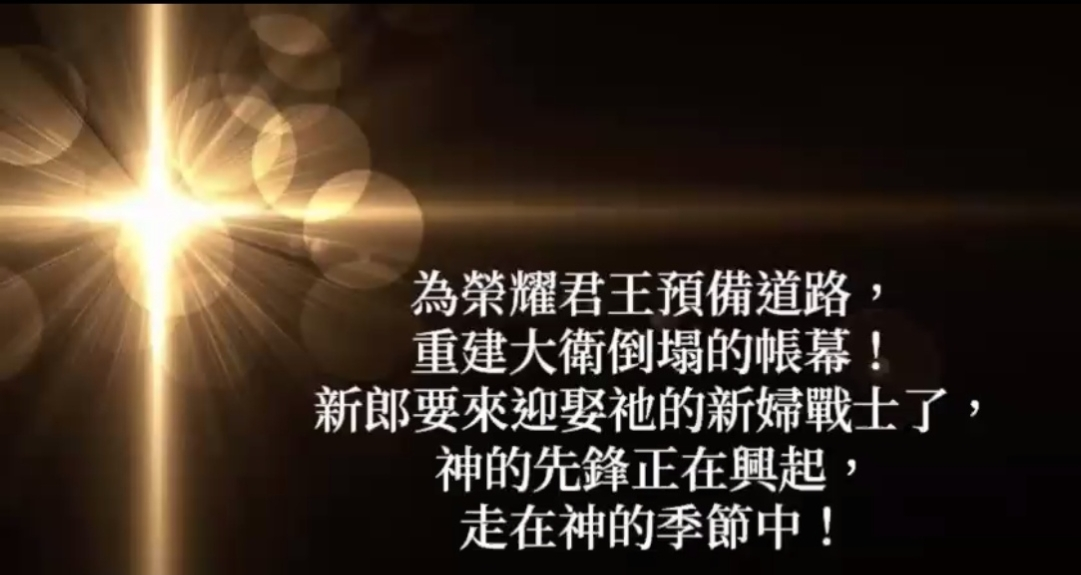 為榮耀君王預備道路，
重建大衛倒塌的帳幕！
新郎要來迎娶祂的新婦戰士了，
神的先鋒正在興起，
走在神的季節中！